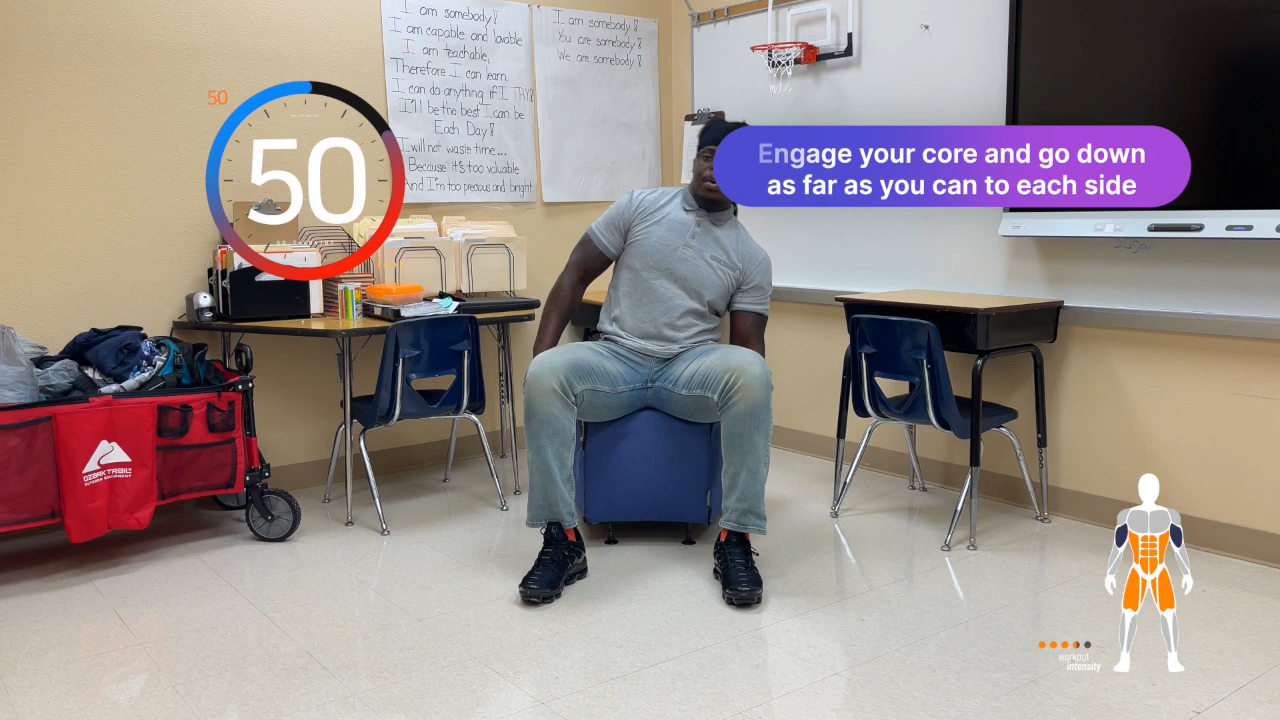 I am somebody!
I am capable and lovable
I am teachable,
Therefore I can learn.
I can do anything if I TRY!
I'll be the best I can be
Each Day!
I will not waste time...
Because it's too valuable
And I'm too precious and bright
I am somebody!
You are somebody!
We are somebody!
50
50
Engage your core and go down
as far as you can to each side
OZARK TRAIL
OUTDOOR EQUIPMENT
workout
intensity